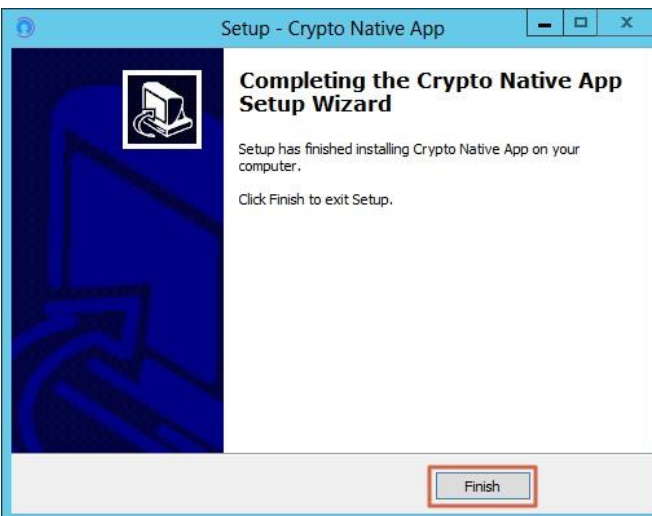 Setup - Crypto Native App
Completing the Crypto Native App
Setup Wizard
Setup has finished installing Crypto Native App on your
computer.
Click Finish to exit Setup.
Finish